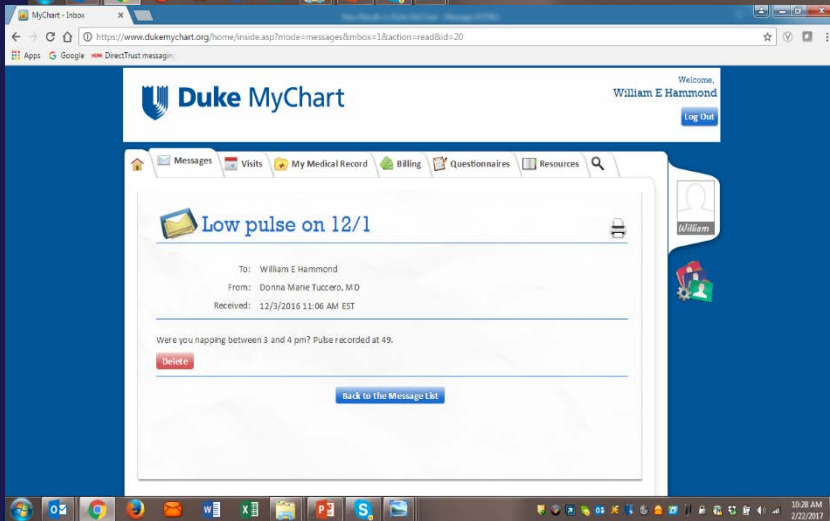 MyChart - Inbox
https://www.dukemychart.org/home/inside.asp?mode=messages&mbox=1&action=read&id=20
Apps Google DirectTrust messagin
Duke MyChart
Welcome,
William E Hammond
Log Out
Messages Visits My Medical Record Billing Questionnaires Resources
William
Low pulse on 12/1
To: William E Hammond
From: Donna Marie Tuccero, MD
Received: 12/3/2016 11:06 AM EST
Were you napping between 3 and 4 pm? Pulse recorded at 49.
Delete
Back to the Message List
10:28 AM
2/22/2017